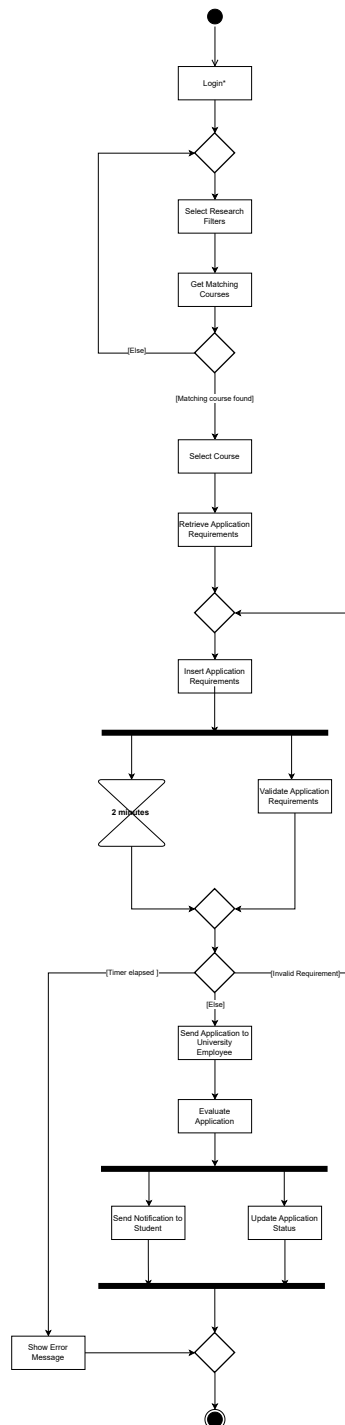 Login*
Select Research
Filters
Get Matching
Courses
[Else]
[Matching course found]
Select Course
Retrieve Application
Requirements
Insert Application
Requirements
2 minutes
Validate Application
Requirements
[Timer elapsed ]
[Invalid Requirement]
[Else]
Send Application to
University
Employee
Evaluate
Application
Send Notification to
Student
Update Application
Status
Show Error
Message